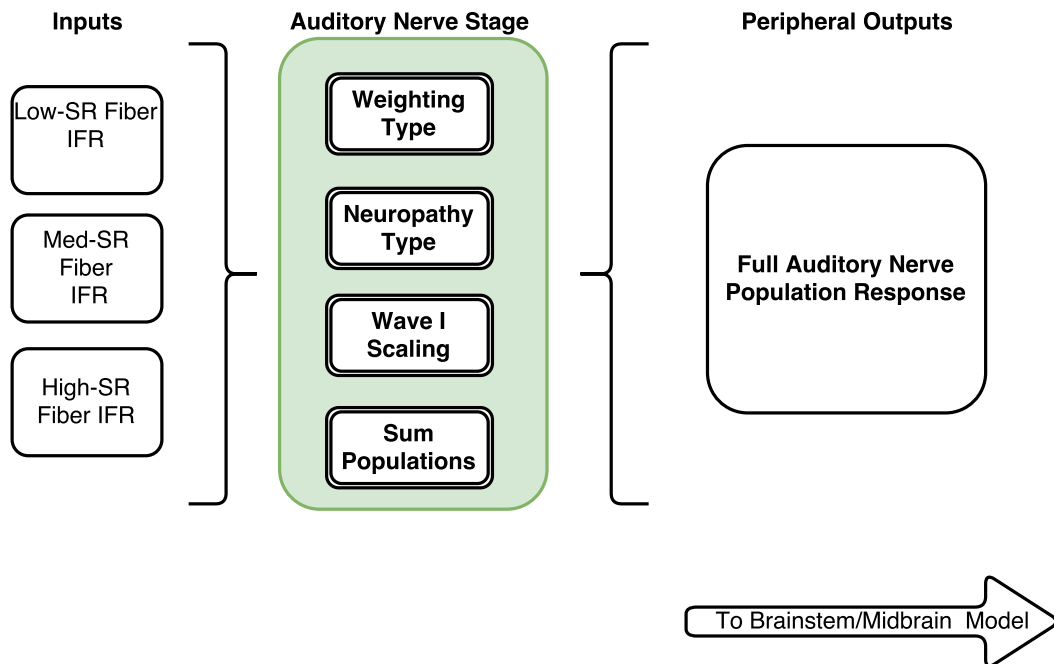 Inputs
Auditory Nerve Stage
Peripheral Outputs
Low-SR Fiber
IFR
Med-SR
Fiber
IFR
High-SR
Fiber IFR
Weighting
Type
Neuropathy
Type
Wave I
Scaling
Sum
Populations
Full Auditory Nerve
Population Response
To Brainstem/Midbrain Model